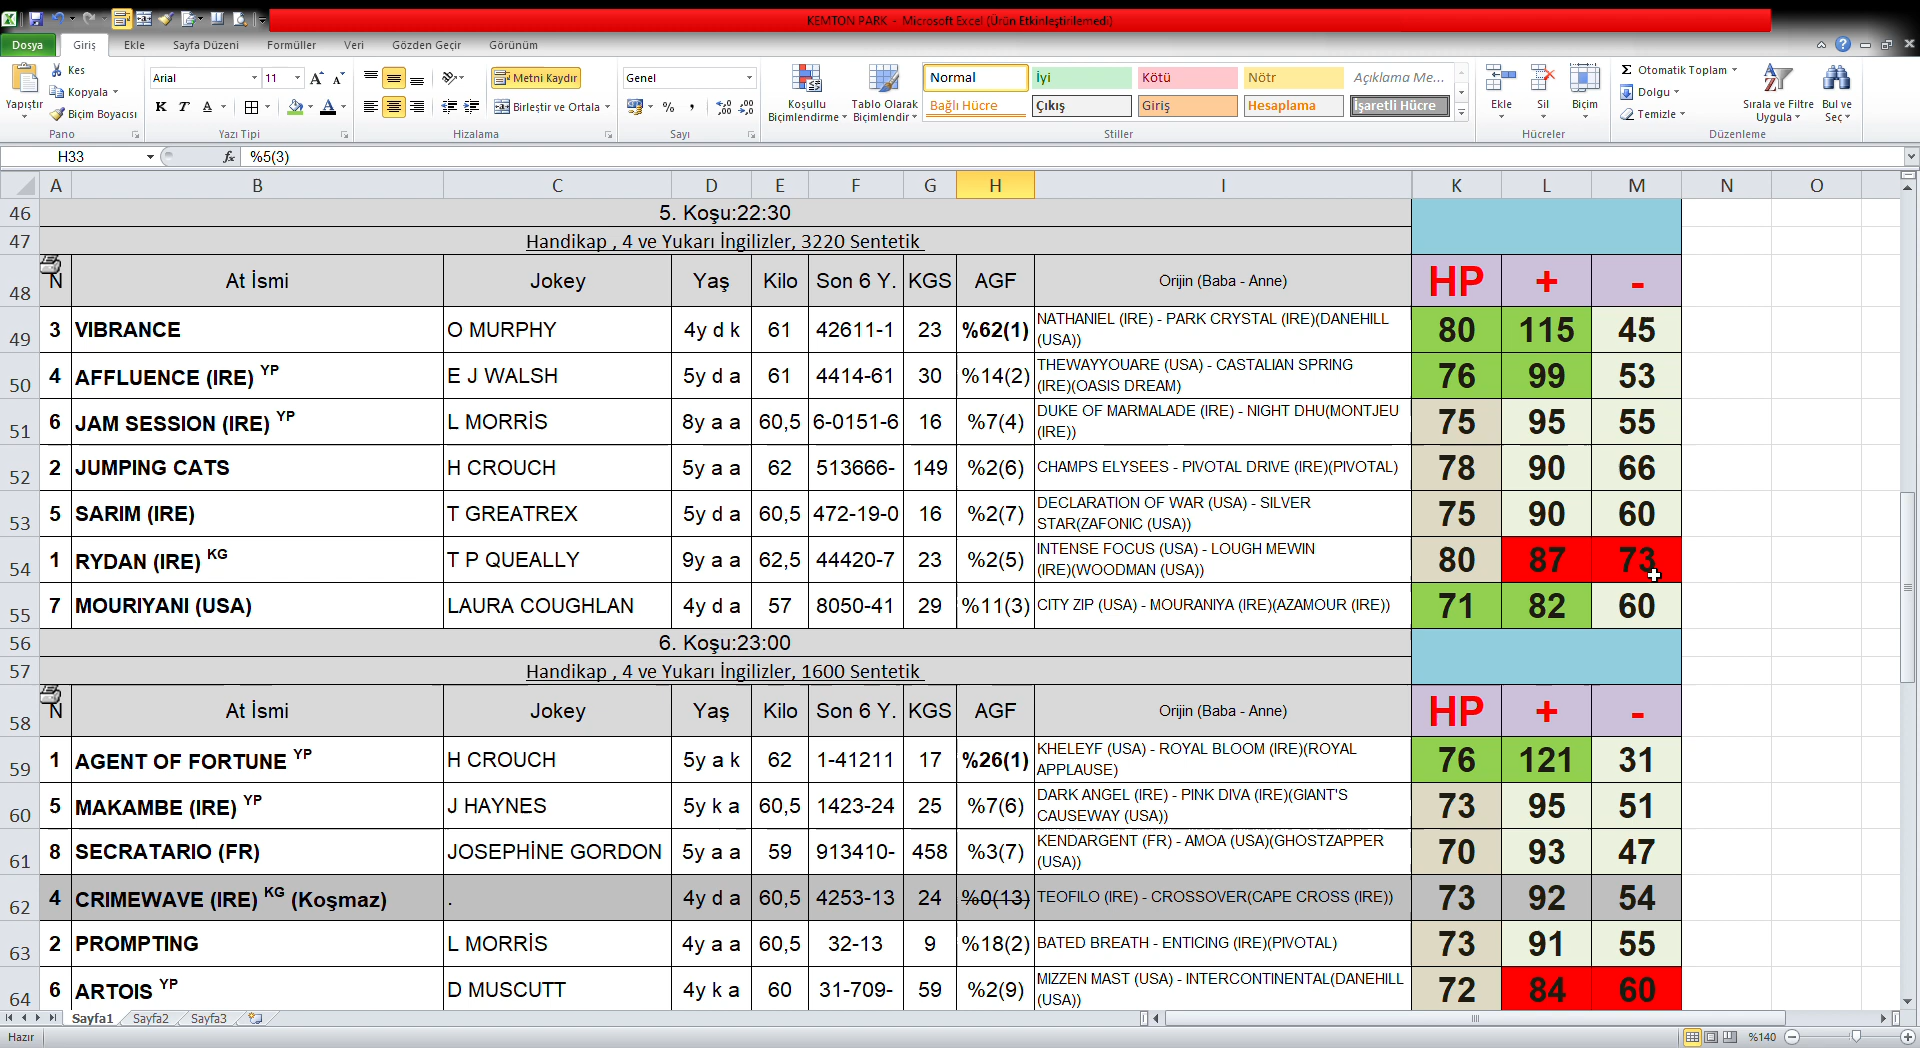 KEMTON PARK - Microsoft Excel (Ürün Etkinleştirilemedi)
Dosya Giriş Ekle Sayfa Düzeni Formüller Veri Gözden Geçir Görünüm
Yapıştır Kes Kopyala Biçim Boyacısı
Arial 11
K T A
Metni Kaydır
Birleştir ve Ortala
Genel
Koşullu Biçimlendirme Tablo Olarak Biçimlendir
Normal İyi Kötü Nötr Açıklama Me...
Bağlı Hücre Çıkış Giriş Hesaplama İşaretli Hücre
Ekle Sil Biçim
Σ Otomatik Toplam
Dolgu
Temizle
Sırala ve Filtre Uygula Bul ve Seç
Pano Yazı Tipi Hizalama Sayı Stiller Hücreler Düzenleme
H33 fx %5(3)
A B C D E F G H I K L M N O
46 5. Koşu:22:30
47 Handikap , 4 ve Yukarı İngilizler, 3220 Sentetik
48 N At İsmi Jokey Yaş Kilo Son 6 Y. KGS AGF Orijin (Baba - Anne) HP + -
49 3 VIBRANCE O MURPHY 4y d k 61 42611-1 23 %62(1) NATHANIEL (IRE) - PARK CRYSTAL (IRE)(DANEHILL (USA)) 80 115 45
50 4 AFFLUENCE (IRE) YP E J WALSH 5y d a 61 4414-61 30 %14(2) THEWAYYOUARE (USA) - CASTALIAN SPRING (IRE)(OASIS DREAM) 76 99 53
51 6 JAM SESSION (IRE) YP L MORRİS 8y a a 60,5 6-0151-6 16 %7(4) DUKE OF MARMALADE (IRE) - NIGHT DHU(MONTJEU (IRE)) 75 95 55
52 2 JUMPING CATS H CROUCH 5y a a 62 513666- 149 %2(6) CHAMPS ELYSEES - PIVOTAL DRIVE (IRE)(PIVOTAL) 78 90 66
53 5 SARIM (IRE) T GREATREX 5y d a 60,5 472-19-0 16 %2(7) DECLARATION OF WAR (USA) - SILVER STAR(ZAFONIC (USA)) 75 90 60
54 1 RYDAN (IRE) KG T P QUEALLY 9y a a 62,5 44420-7 23 %2(5) INTENSE FOCUS (USA) - LOUGH MEWIN (IRE)(WOODMAN (USA)) 80 87 73
55 7 MOURIYANI (USA) LAURA COUGHLAN 4y d a 57 8050-41 29 %11(3) CITY ZIP (USA) - MOURANIYA (IRE)(AZAMOUR (IRE)) 71 82 60
56 6. Koşu:23:00
57 Handikap , 4 ve Yukarı İngilizler, 1600 Sentetik
58 N At İsmi Jokey Yaş Kilo Son 6 Y. KGS AGF Orijin (Baba - Anne) HP + -
59 1 AGENT OF FORTUNE YP H CROUCH 5y a k 62 1-41211 17 %26(1) KHELEYF (USA) - ROYAL BLOOM (IRE)(ROYAL APPLAUSE) 76 121 31
60 5 MAKAMBE (IRE) YP J HAYNES 5y k a 60,5 1423-24 25 %7(6) DARK ANGEL (IRE) - PINK DIVA (IRE)(GIANT'S CAUSEWAY (USA)) 73 95 51
61 8 SECRATARIO (FR) JOSEPHİNE GORDON 5y a a 59 913410- 458 %3(7) KENDARGENT (FR) - AMOA (USA)(GHOSTZAPPER (USA)) 70 93 47
62 4 CRIMEWAVE (IRE) KG (Koşmaz) . 4y d a 60,5 4253-13 24 %0(13) TEOFILO (IRE) - CROSSOVER(CAPE CROSS (IRE)) 73 92 54
63 2 PROMPTING L MORRİS 4y a a 60,5 32-13 9 %18(2) BATED BREATH - ENTICING (IRE)(PIVOTAL) 73 91 55
64 6 ARTOIS YP D MUSCUTT 4y k a 60 31-709- 59 %2(9) MIZZEN MAST (USA) - INTERCONTINENTAL(DANEHILL (USA)) 72 84 60
Sayfa1 Sayfa2 Sayfa3
Hazır %140